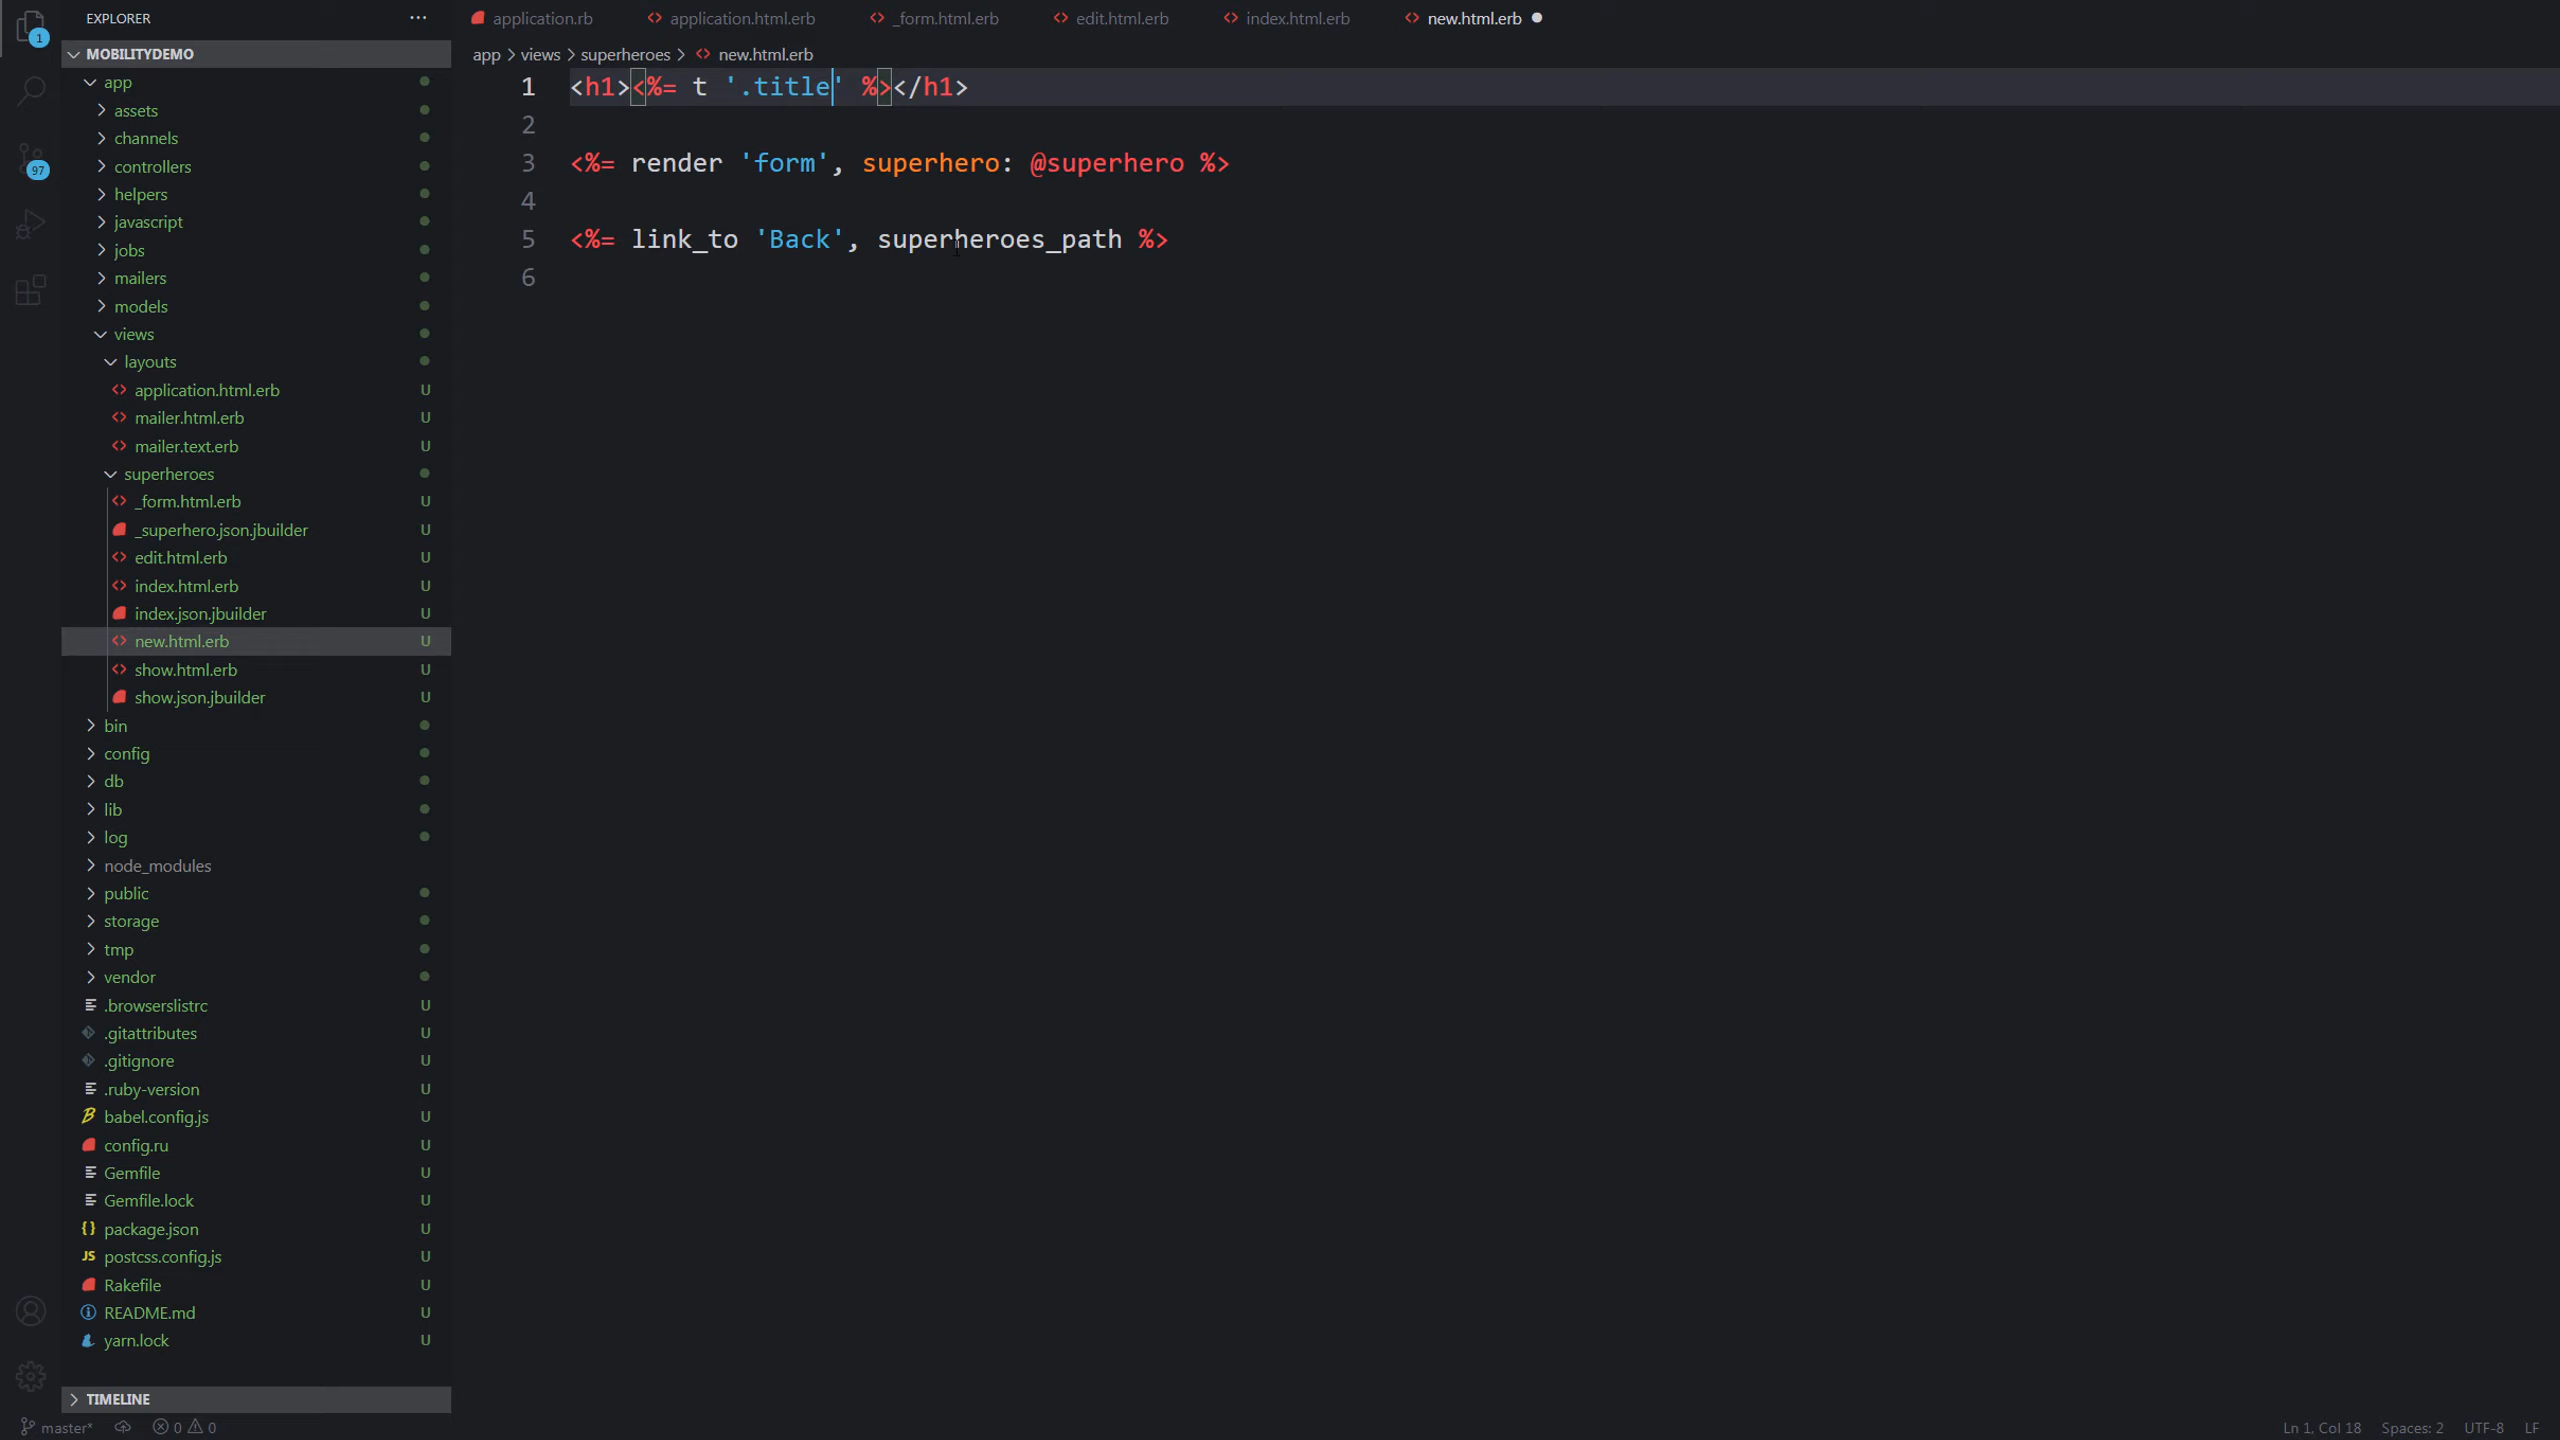 EXPLORER
MOBILITYDEMO
app
assets
channels
controllers
helpers
javascript
jobs
mailers
models
views
layouts
application.html.erb U
mailer.html.erb U
mailer.text.erb U
superheroes
_form.html.erb U
_superhero.json.jbuilder U
edit.html.erb U
index.html.erb U
index.json.jbuilder U
new.html.erb U
show.html.erb U
show.json.jbuilder U
bin
config
db
lib
log
node_modules
public
storage
tmp
vendor
.browserslistrc U
.gitattributes U
.gitignore U
.ruby-version U
babel.config.js U
config.ru U
Gemfile U
Gemfile.lock U
package.json U
postcss.config.js U
Rakefile U
README.md U
yarn.lock U
TIMELINE
1
97
application.rb application.html.erb _form.html.erb edit.html.erb index.html.erb new.html.erb
app > views > superheroes > new.html.erb
1 <h1><%= t '.title' %></h1>
2
3 <%= render 'form', superhero: @superhero %>
4
5 <%= link_to 'Back', superheroes_path %>
6
master* 0 0 Ln 1, Col 18 Spaces: 2 UTF-8 LF